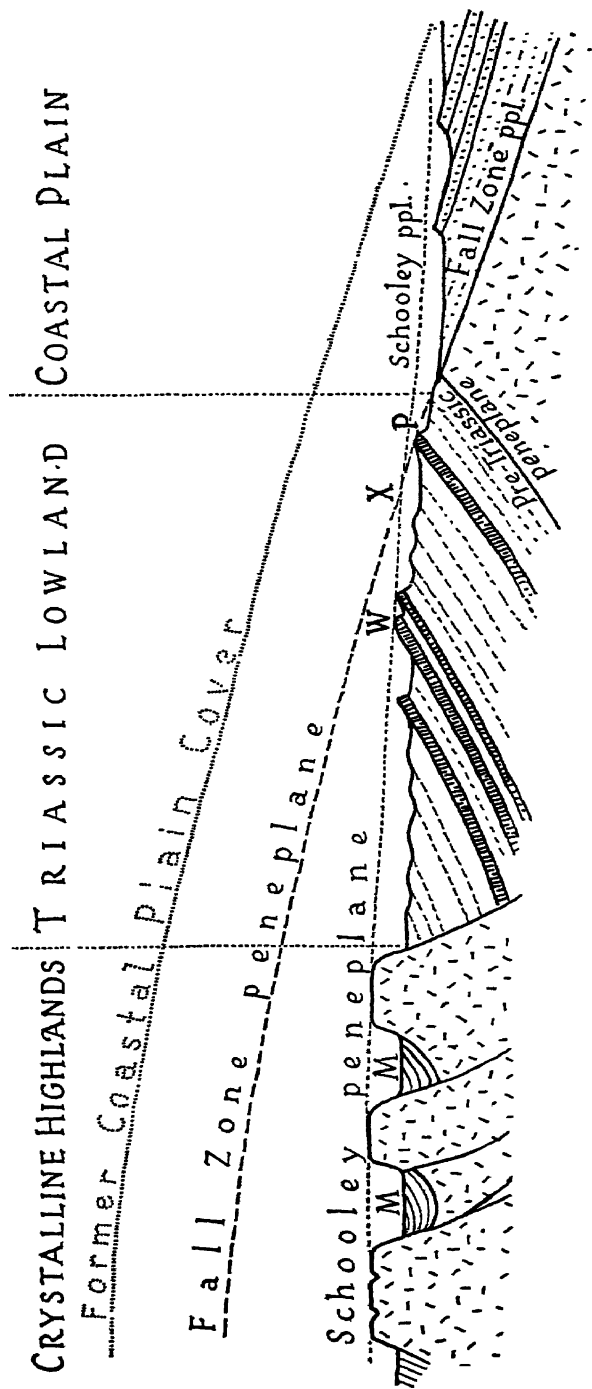 CRYSTALLINE HIGHLANDS
TRIASSIC LOWLAND
COASTAL PLAIN
Former Coastal Plain Cover
Fall Zone peneplane
Schooley peneplane
Schooley ppl.
M
M
W
X
P
Fall Zone ppl.
Pre-Triassic
peneplane